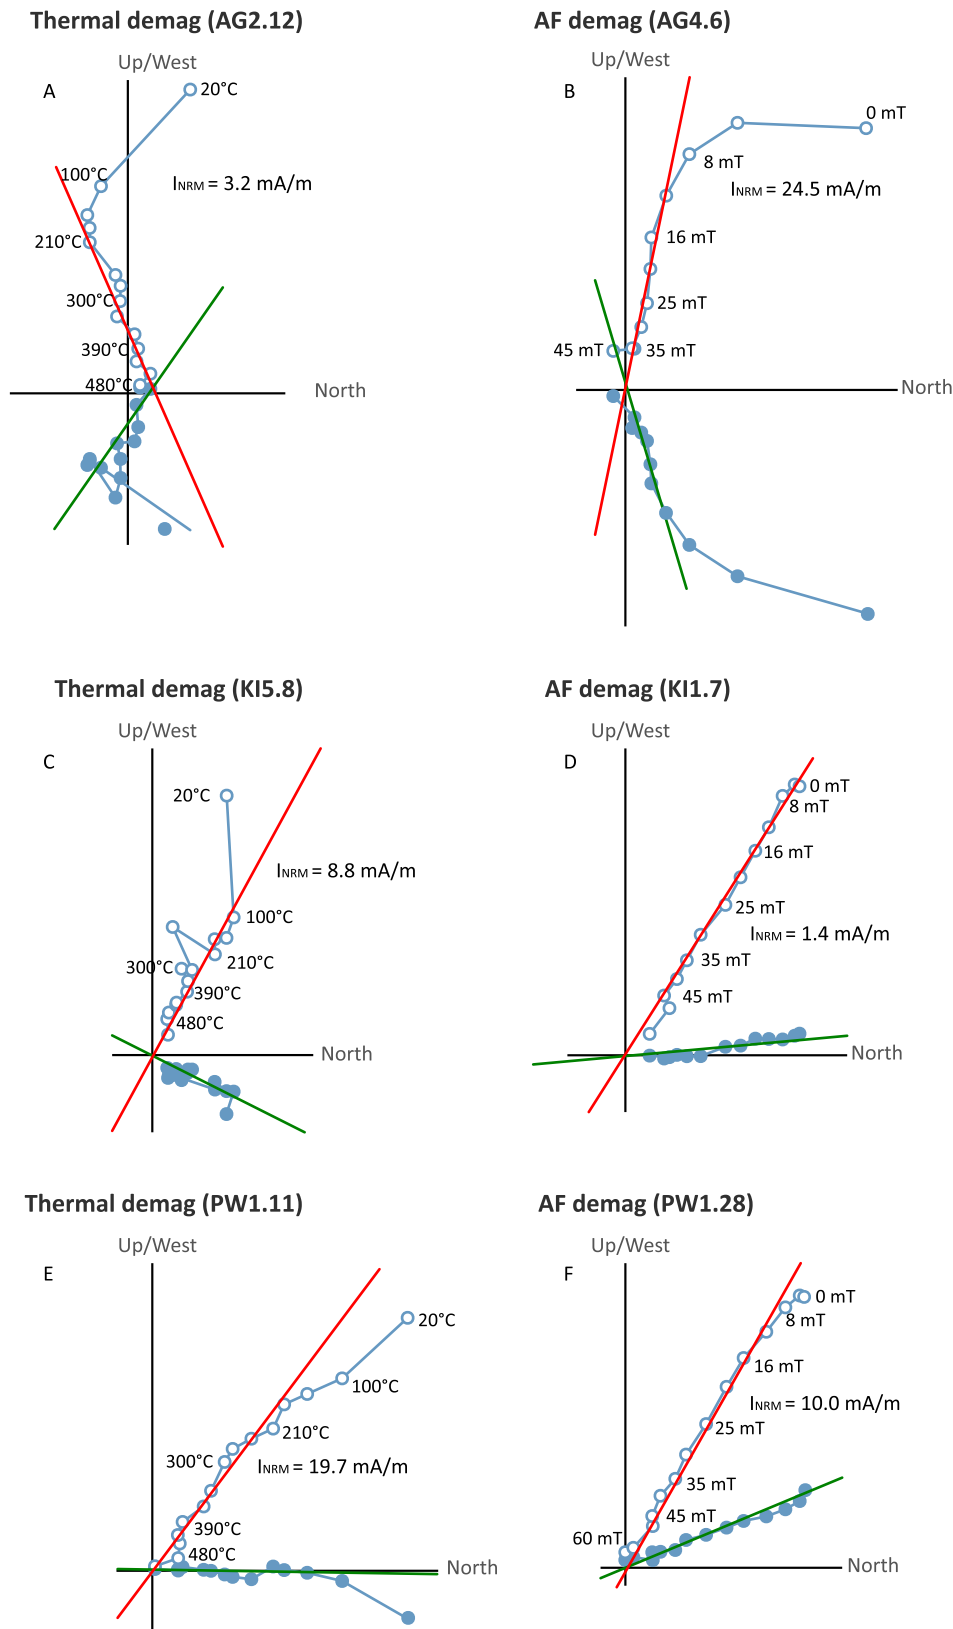 Thermal demag (AG2.12)
AF demag (AG4.6)
Up/West
A
20°C
100°C
I NRM = 3.2 mA/m
210°C
300°C
390°C
480°C
North
Up/West
B
0 mT
8 mT
I NRM = 24.5 mA/m
16 mT
25 mT
45 mT
35 mT
North
Thermal demag (KI5.8)
AF demag (KI1.7)
Up/West
C
20°C
I NRM = 8.8 mA/m
100°C
210°C
300°C
390°C
480°C
North
Up/West
D
0 mT
8 mT
16 mT
25 mT
I NRM = 1.4 mA/m
35 mT
45 mT
North
Thermal demag (PW1.11)
AF demag (PW1.28)
Up/West
E
20°C
100°C
210°C
300°C
I NRM = 19.7 mA/m
390°C
480°C
North
Up/West
F
0 mT
8 mT
16 mT
I NRM = 10.0 mA/m
25 mT
35 mT
45 mT
60 mT
North